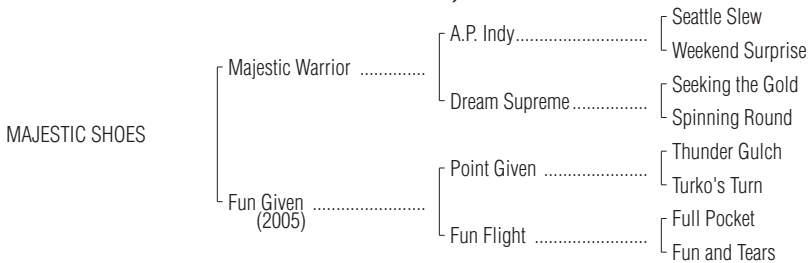 Seattle Slew
A.P. Indy
Weekend Surprise
Majestic Warrior
Seeking the Gold
Dream Supreme
Spinning Round
MAJESTIC SHOES
Thunder Gulch
Point Given
Turko's Turn
Fun Given
(2005)
Full Pocket
Fun Flight
Fun and Tears